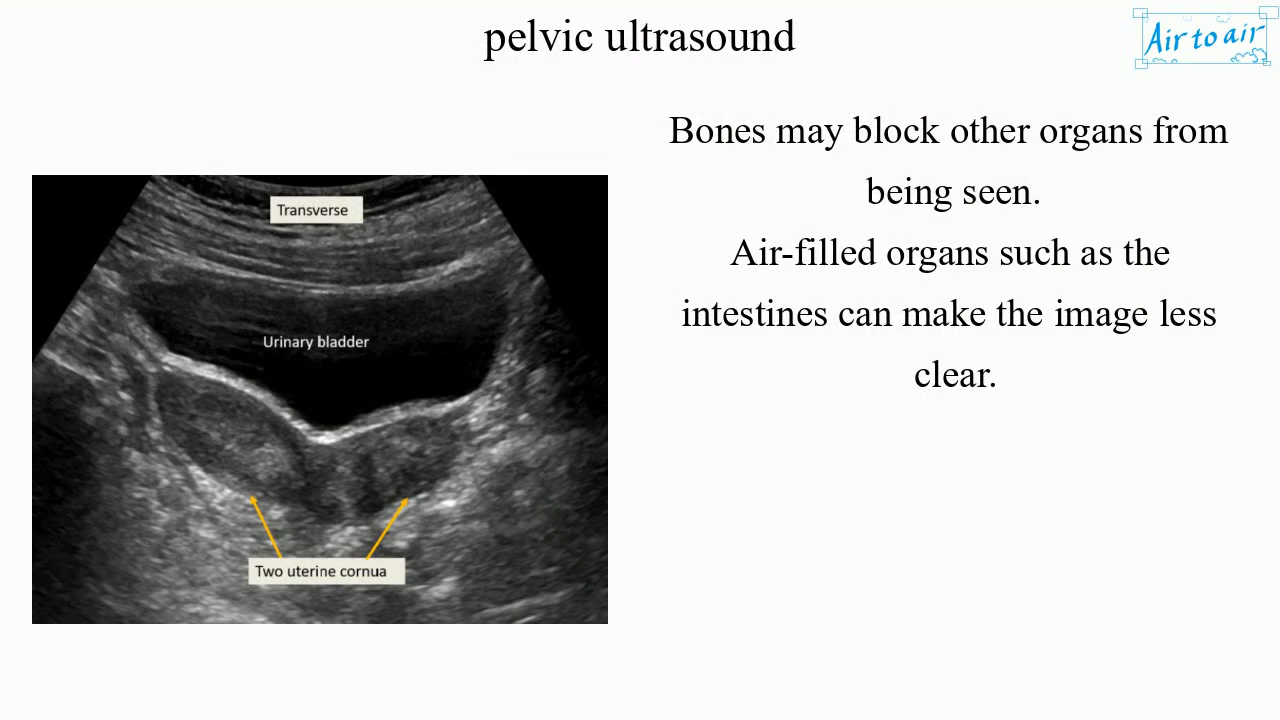 pelvic ultrasound
Air to air
Bones may block other organs from
being seen.
Air-filled organs such as the
intestines can make the image less
clear.
Transverse
Urinary bladder
Two uterine cornua